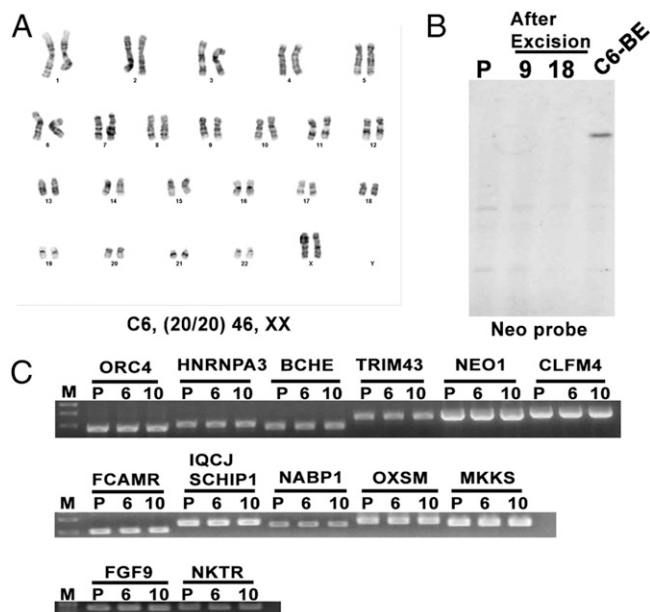 A
1 2 3 4 5
6 7 8 9 10 11 12
13 14 15 16 17 18
19 20 21 22 X Y
C6, (20/20) 46, XX
B
After
Excision
P 9 18 C6-BE
Neo probe
C
ORC4 HNRNPA3 BCHE TRIM43 NEO1 CLFM4
M P 6 10 P 6 10 P 6 10 P 6 10 P 6 10 P 6 10
IQCJ
FCAMR SCHIP1 NABP1 OXSM MKKS
M P 6 10 P 6 10 P 6 10 P 6 10 P 6 10
FGF9 NKTR
M P 6 10 P 6 10